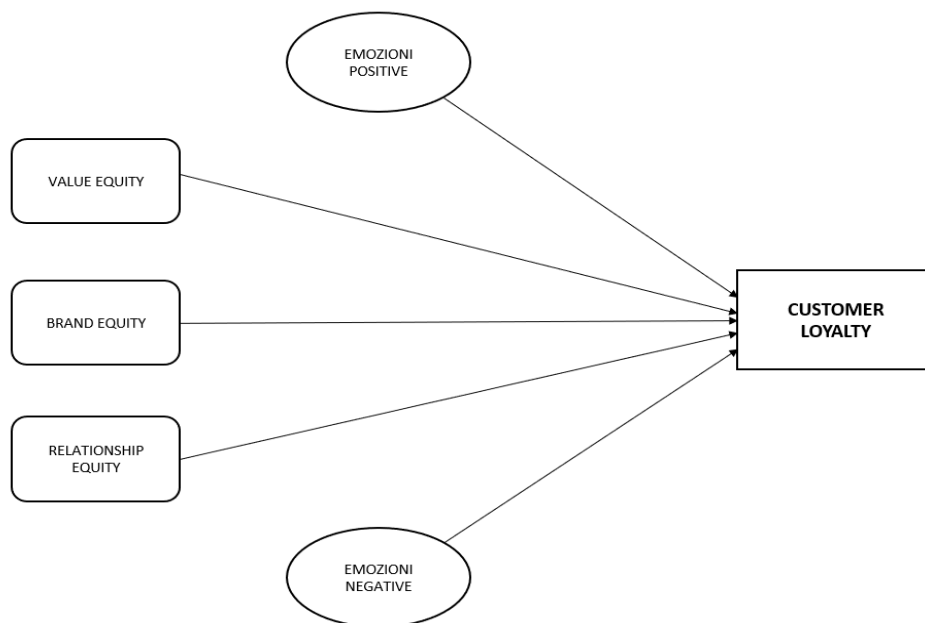 EMOZIONI
POSITIVE
VALUE EQUITY
BRAND EQUITY
CUSTOMER
LOYALTY
RELATIONSHIP
EQUITY
EMOZIONI
NEGATIVE